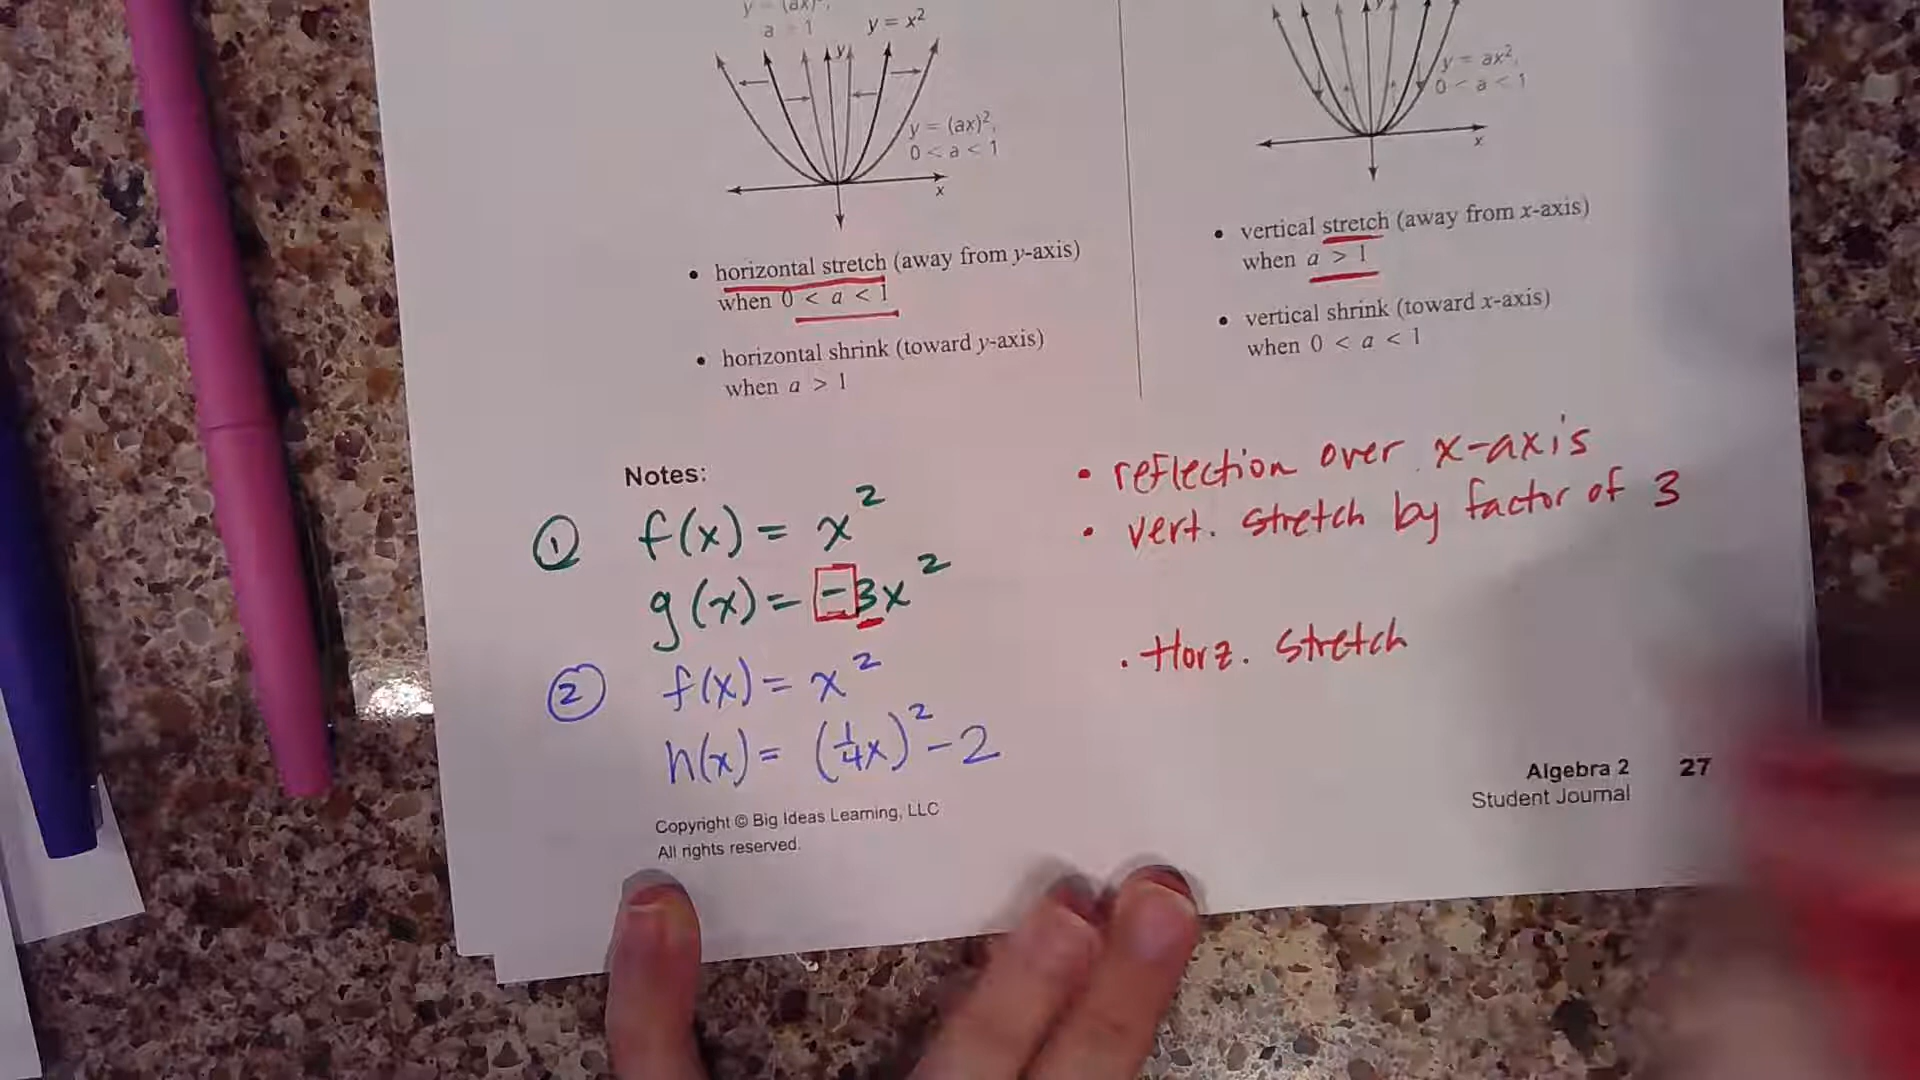 y = (ax)²,
a > 1
y = x²
y
y = (ax)²,
0 < a < 1
x
y
y = ax²,
0 < a < 1
x
• horizontal stretch (away from y-axis)
when 0 < a < 1
• horizontal shrink (toward y-axis)
when a > 1
• vertical stretch (away from x-axis)
when a > 1
• vertical shrink (toward x-axis)
when 0 < a < 1
Notes:
① f(x) = x²
g(x) = -3x²
② f(x) = x²
h(x) = (1/4x)² - 2
• reflection over x-axis
• vert. stretch by factor of 3
• Horz. stretch
Algebra 2 27
Student Journal
Copyright © Big Ideas Learning, LLC
All rights reserved.